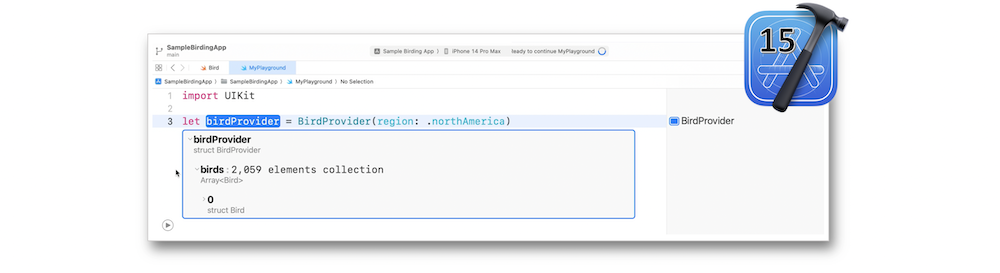 SampleBirdingApp
main
Sample Birding App 〉 iPhone 14 Pro Max
ready to continue MyPlayground
15
Bird
MyPlayground
SampleBirdingApp 〉 SampleBirdingApp 〉 MyPlayground 〉 No Selection
1 import UIKit
2
3 let birdProvider = BirdProvider(region: .northAmerica)
BirdProvider
birdProvider
struct BirdProvider
birds : 2,059 elements collection
Array<Bird>
0
struct Bird